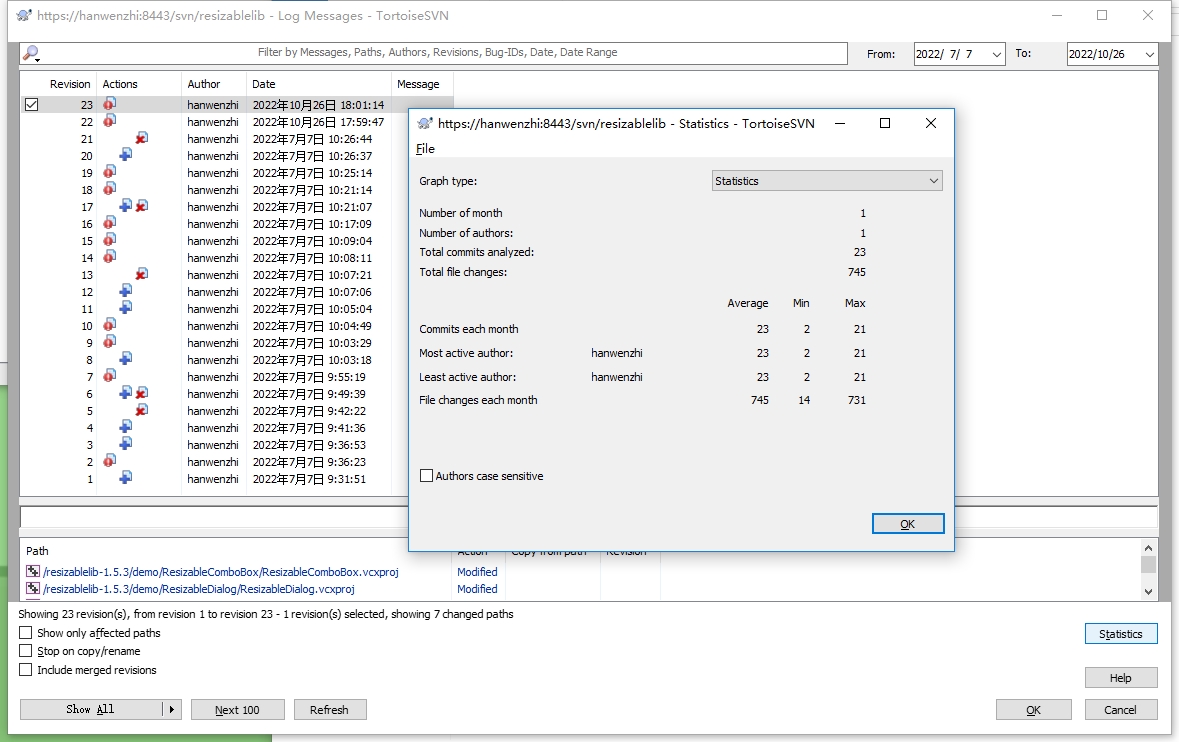 https://hanwenzhi:8443/svn/resizablelib - Log Messages - TortoiseSVN
Filter by Messages, Paths, Authors, Revisions, Bug-IDs, Date, Date Range
From: 2022/ 7/ 7 To: 2022/10/26
Revision Actions Author Date Message
23 hanwenzhi 2022年10月26日 18:01:14
22 hanwenzhi 2022年10月26日 17:59:47
21 hanwenzhi 2022年7月7日 10:26:44
20 hanwenzhi 2022年7月7日 10:26:37
19 hanwenzhi 2022年7月7日 10:25:14
18 hanwenzhi 2022年7月7日 10:21:14
17 hanwenzhi 2022年7月7日 10:21:07
16 hanwenzhi 2022年7月7日 10:17:09
15 hanwenzhi 2022年7月7日 10:09:04
14 hanwenzhi 2022年7月7日 10:08:11
13 hanwenzhi 2022年7月7日 10:07:21
12 hanwenzhi 2022年7月7日 10:07:06
11 hanwenzhi 2022年7月7日 10:05:04
10 hanwenzhi 2022年7月7日 10:04:49
9 hanwenzhi 2022年7月7日 10:03:29
8 hanwenzhi 2022年7月7日 10:03:18
7 hanwenzhi 2022年7月7日 9:55:19
6 hanwenzhi 2022年7月7日 9:49:39
5 hanwenzhi 2022年7月7日 9:42:22
4 hanwenzhi 2022年7月7日 9:41:36
3 hanwenzhi 2022年7月7日 9:36:53
2 hanwenzhi 2022年7月7日 9:36:23
1 hanwenzhi 2022年7月7日 9:31:51
https://hanwenzhi:8443/svn/resizablelib - Statistics - TortoiseSVN
File
Graph type: Statistics
Number of month 1
Number of authors: 1
Total commits analyzed: 23
Total file changes: 745
Average Min Max
Commits each month 23 2 21
Most active author: hanwenzhi 23 2 21
Least active author: hanwenzhi 23 2 21
File changes each month 745 14 731
Authors case sensitive
OK
Path Action Copy from path Revision
/resizablelib-1.5.3/demo/ResizableComboBox/ResizableComboBox.vcxproj Modified
/resizablelib-1.5.3/demo/ResizableDialog/ResizableDialog.vcxproj Modified
Showing 23 revision(s), from revision 1 to revision 23 - 1 revision(s) selected, showing 7 changed paths
Show only affected paths
Stop on copy/rename
Include merged revisions
Statistics
Help
Show All Next 100 Refresh OK Cancel